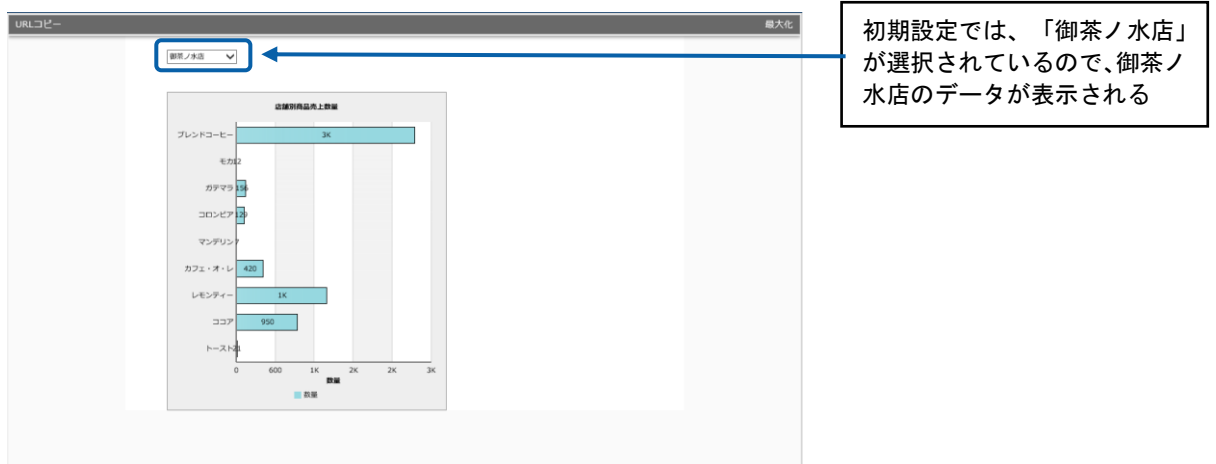 URLコピー
最大化
御茶ノ水店
初期設定では、「御茶ノ水店」
が選択されているので、御茶ノ
水店のデータが表示される
店舗別商品売上数量
ブレンドコーヒー 3K
モカ 12
ガテマラ 156
コロンビア 129
マンデリン 7
カフェ・オ・レ 420
レモンティー 1K
ココア 950
トースト 21
0 600 1K 2K 2K 3K
数量
数量